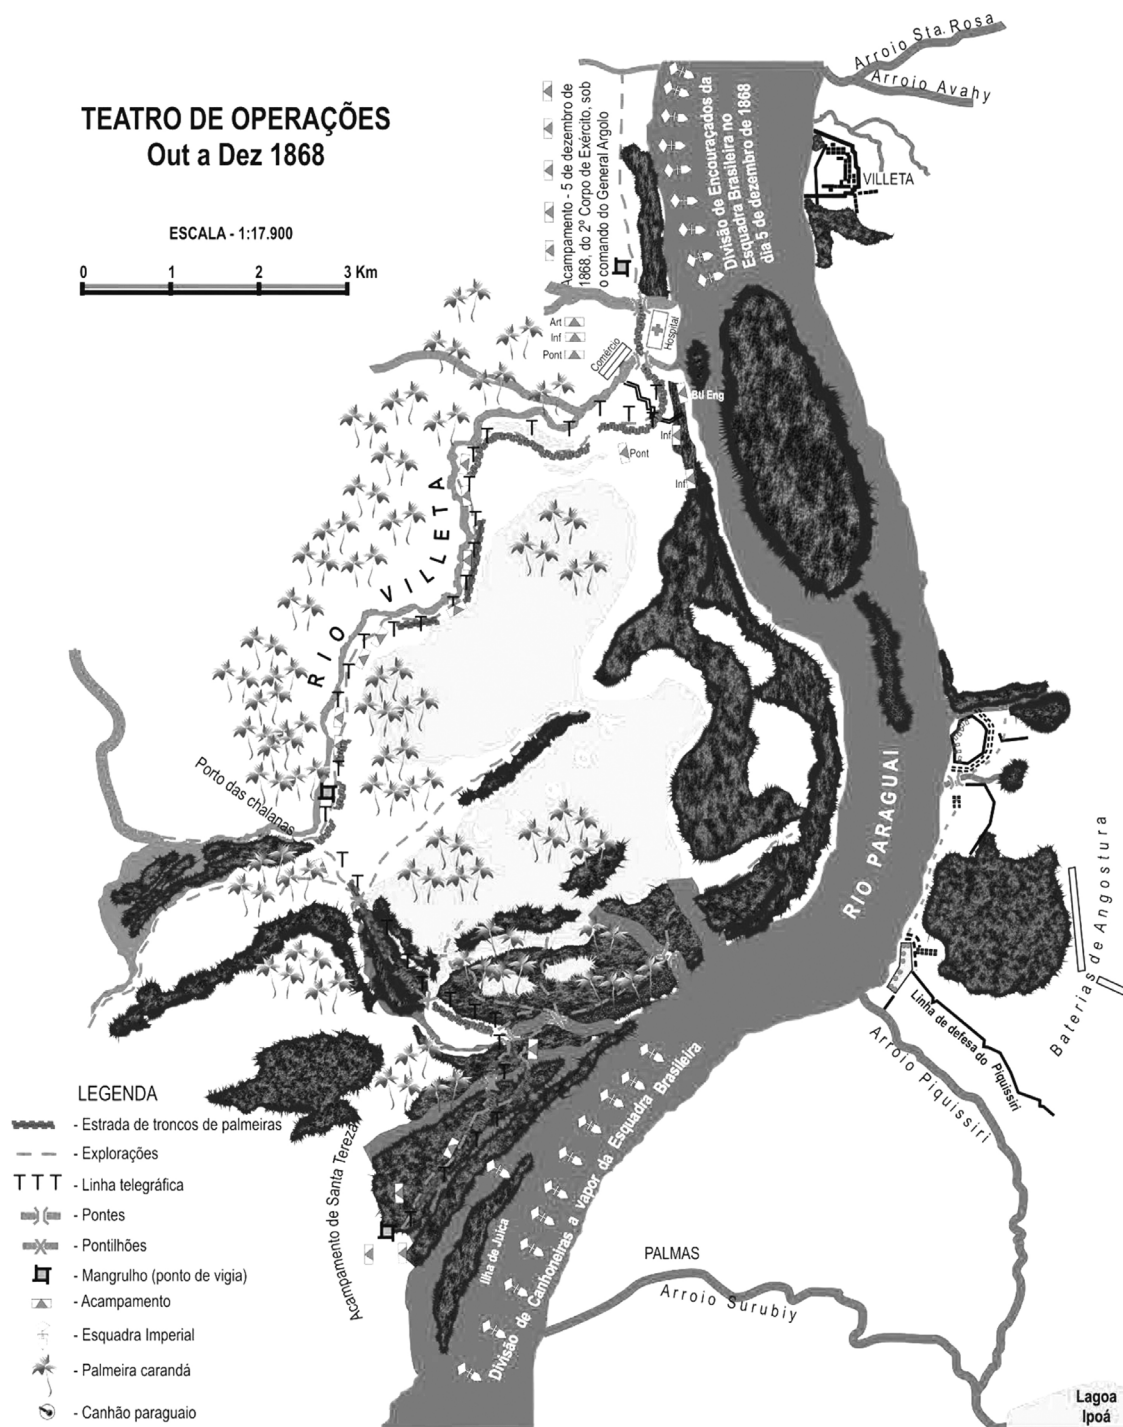 TEATRO DE OPERAÇÕES
Out a Dez 1868
ESCALA - 1:17.900
0 1 2 3 Km
Acampamento - 5 de dezembro de
1868, do 2º Corpo de Exército, sob
o comando do General Argolo
Divisão de Encouraçados da
Esquadra Brasileira no
Esquadra Brasileira de 1868
dia 5 de dezembro de 1868
Arroio Sta. Rosa
Arroio Avahy
VILLETA
Art
Inf
Pont
Comércio
Hospital
Btl Eng
Inf
Pont
Inf
RIO VILLETA
Porto das chalanas
RIO PARAGUAI
Baterias de Angostura
Linha de defesa do Piquissiri
Arroio Piquissiri
Divisão de Canhoneiras a vapor da Esquadra Brasileira
Ilha de Juica
Acampamento de Santa Tereza
PALMAS
Arroio Surubiy
Lagoa
Ipoá
LEGENDA
- Estrada de troncos de palmeiras
- Explorações
T T T - Linha telegráfica
- Pontes
- Pontilhões
- Mangrulho (ponto de vigia)
- Acampamento
- Esquadra Imperial
- Palmeira carandá
- Canhão paraguaio